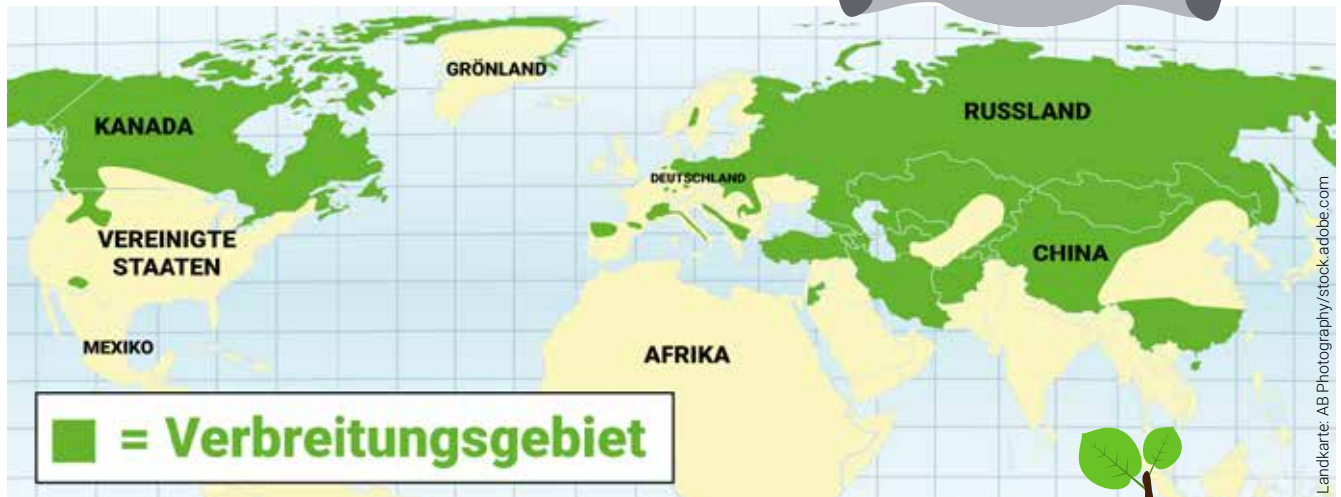 GRÖNLAND
KANADA
RUSSLAND
DEUTSCHLAND
VEREINIGTE
STAATEN
CHINA
MEXIKO
AFRIKA
= Verbreitungsgebiet
Landkarte: AB Photography/stock.adobe.com